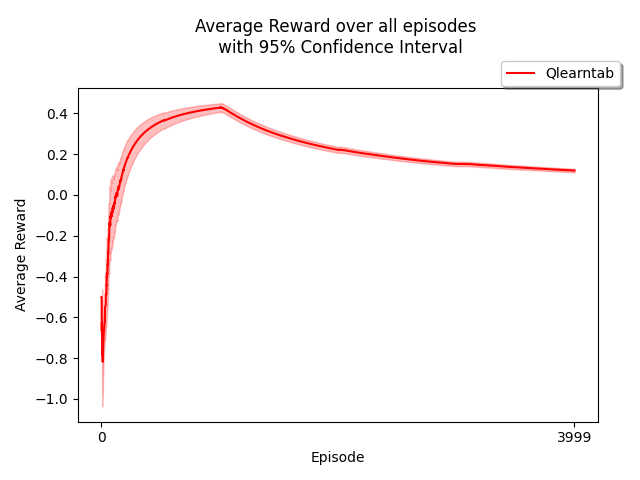 Average Reward over all episodes
with 95% Confidence Interval
Qlearntab
0.4
0.2
0.0
−0.2
−0.4
−0.6
−0.8
−1.0
Average Reward
0
3999
Episode